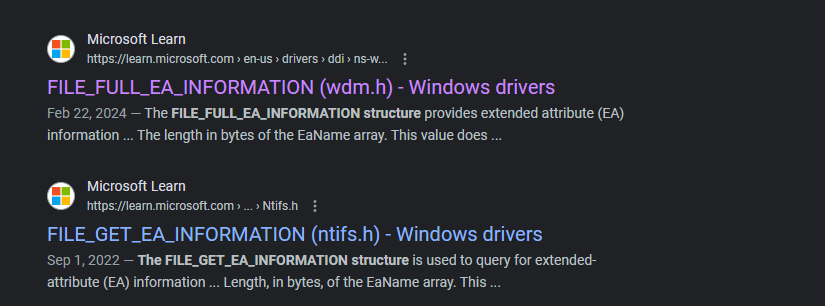 Microsoft Learn
https://learn.microsoft.com › en-us › drivers › ddi › ns-w...
FILE_FULL_EA_INFORMATION (wdm.h) - Windows drivers
Feb 22, 2024 — The FILE_FULL_EA_INFORMATION structure provides extended attribute (EA)
information ... The length in bytes of the EaName array. This value does ...
Microsoft Learn
https://learn.microsoft.com › ... › Ntifs.h
FILE_GET_EA_INFORMATION (ntifs.h) - Windows drivers
Sep 1, 2022 — The FILE_GET_EA_INFORMATION structure is used to query for extended-
attribute (EA) information ... Length, in bytes, of the EaName array. This ...